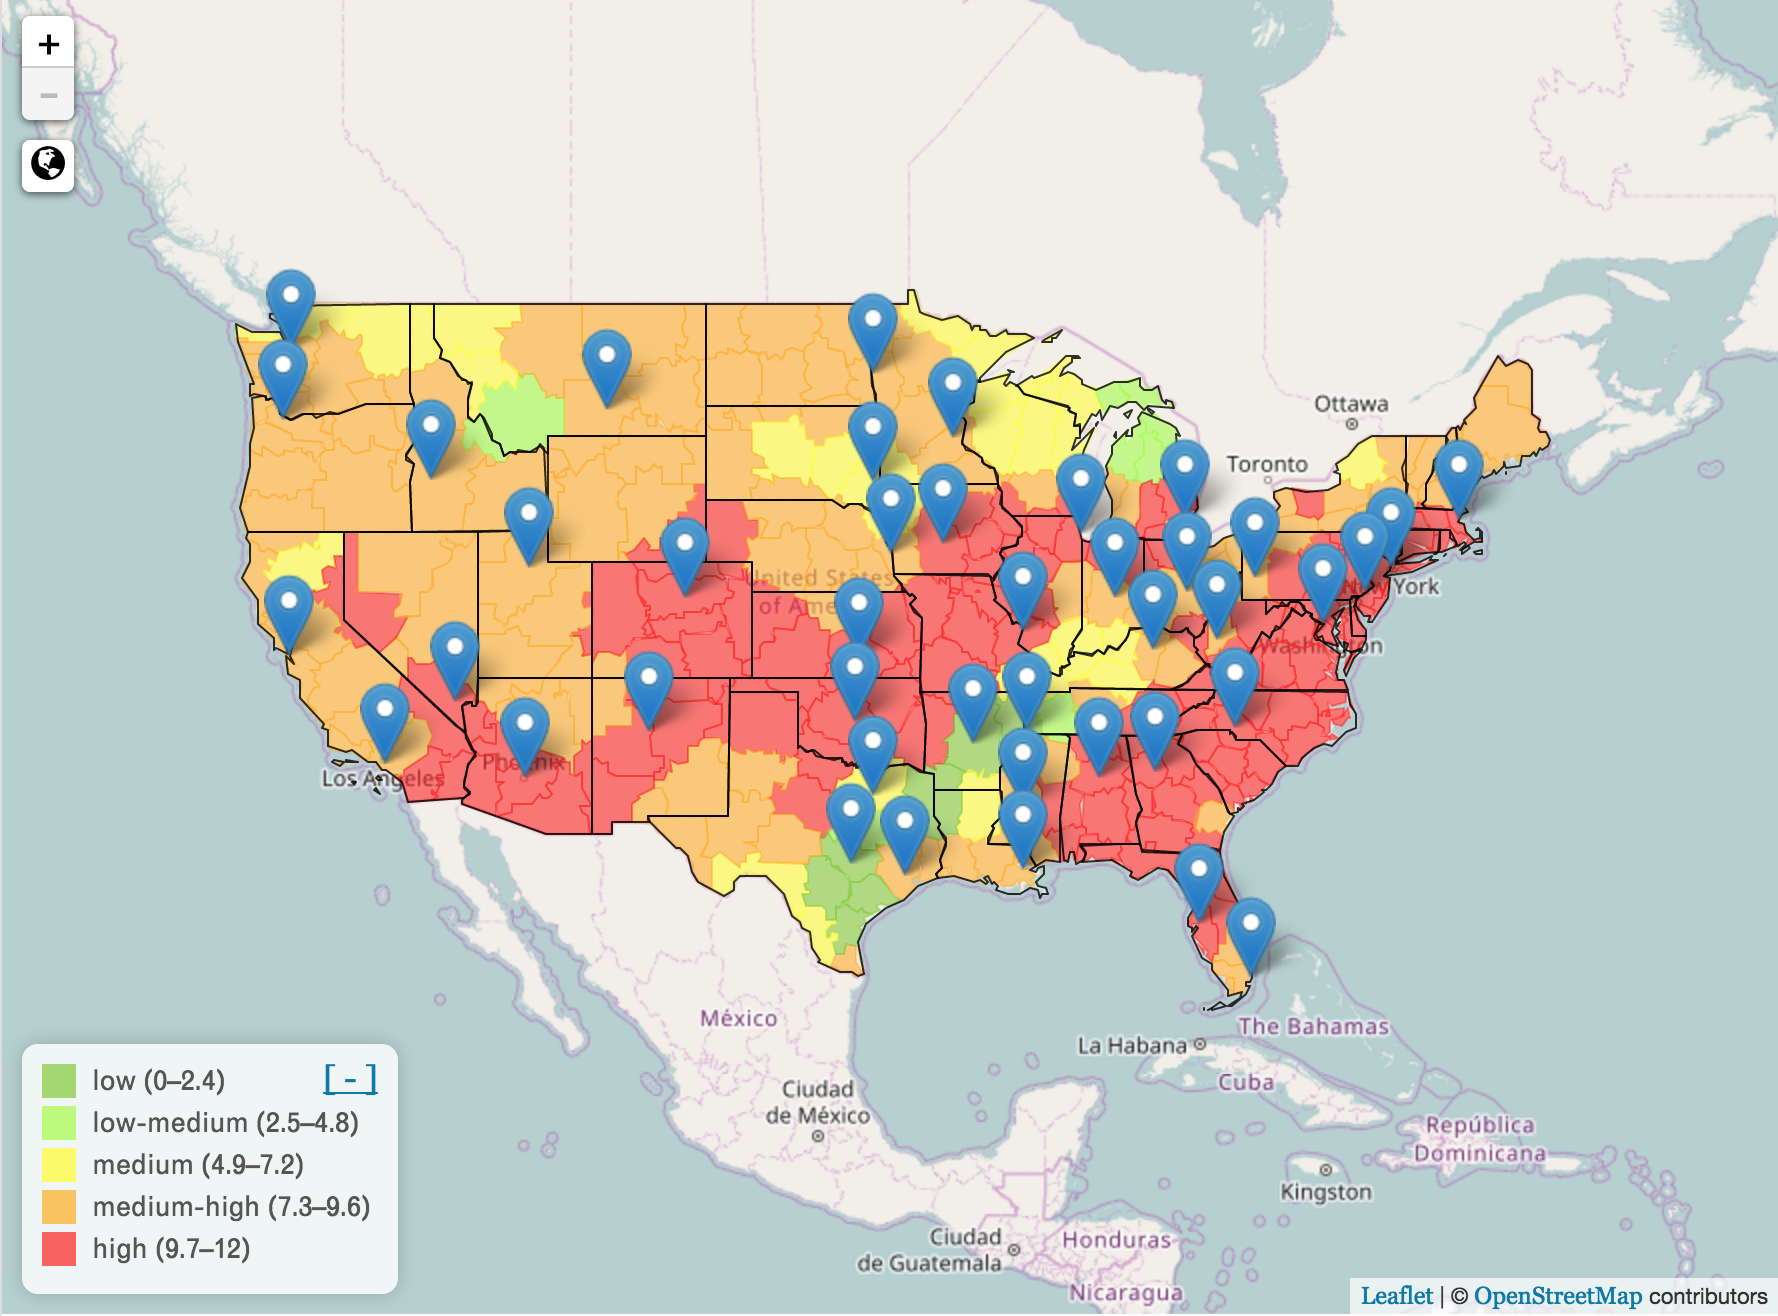 +
−
Ottawa
Toronto
United States
of Ame
New York
Washington
Phoenix
Los Angeles
México
The Bahamas
La Habana
Cuba
Ciudad
de México
República
Dominicana
Kingston
Ciudad
de Guatemala
Honduras
Nicaragua
low (0–2.4)
[ - ]
low-medium (2.5–4.8)
medium (4.9–7.2)
medium-high (7.3–9.6)
high (9.7–12)
Leaflet | © OpenStreetMap contributors